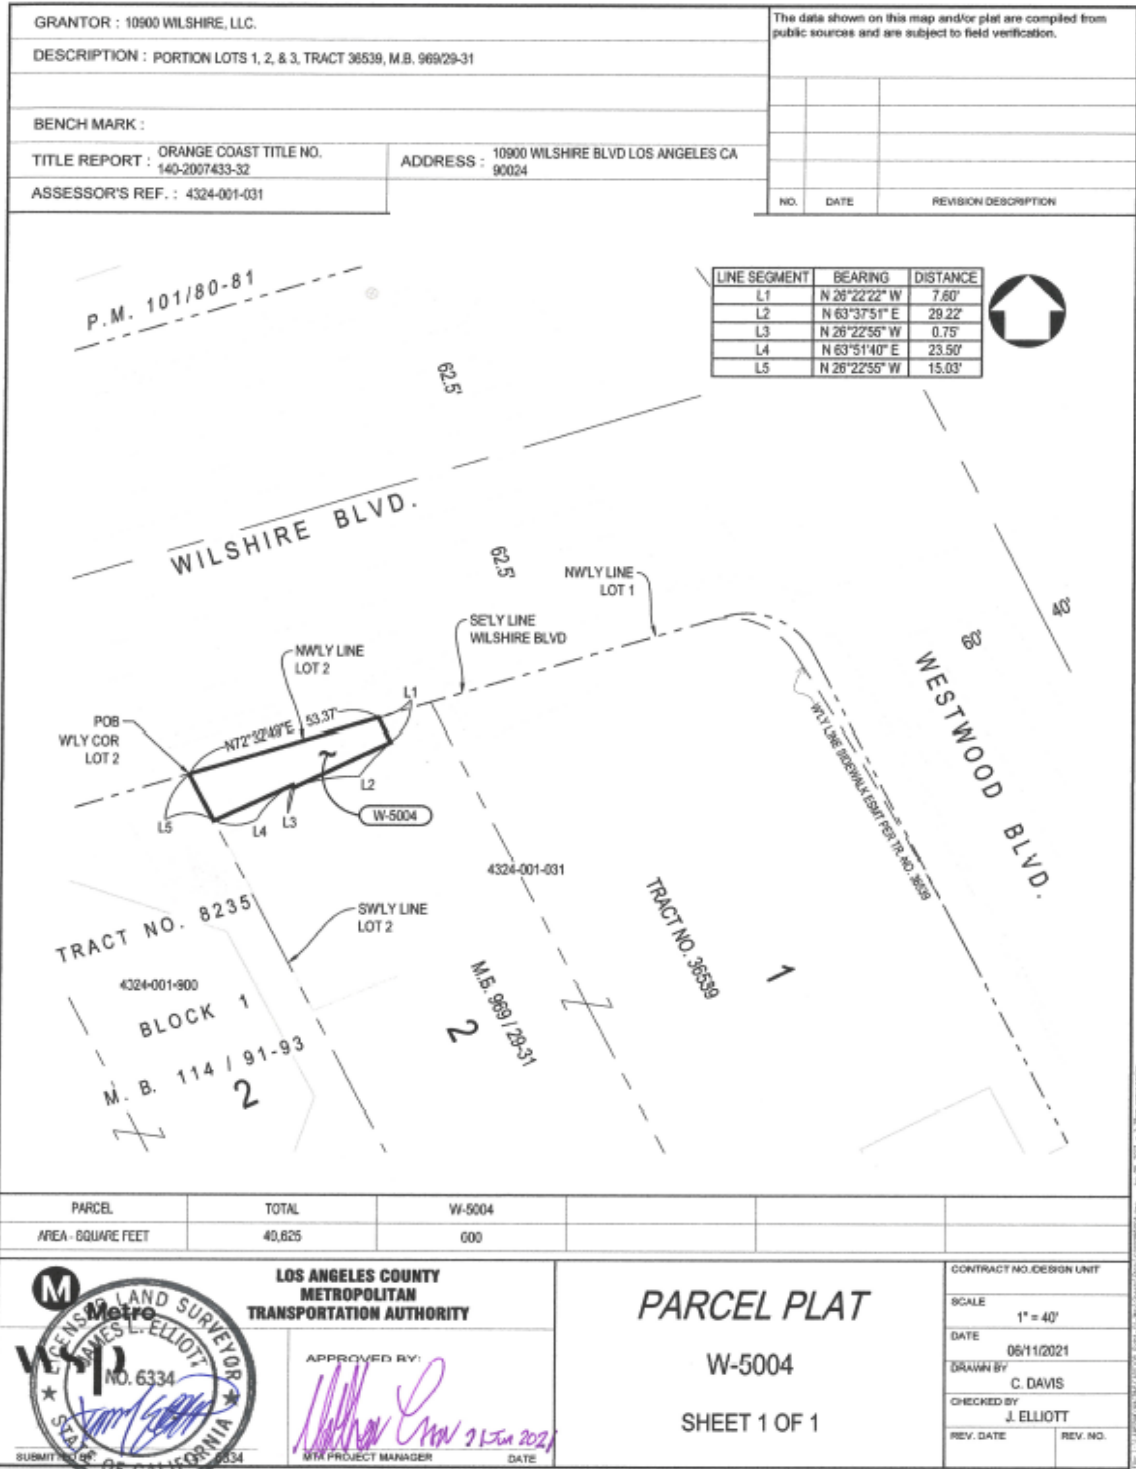 GRANTOR : 10900 WILSHIRE, LLC.
DESCRIPTION : PORTION LOTS 1, 2, & 3, TRACT 36539, M.B. 969/29-31
BENCH MARK :
TITLE REPORT : ORANGE COAST TITLE NO.
140-2007433-32
ADDRESS : 10900 WILSHIRE BLVD LOS ANGELES CA
90024
ASSESSOR'S REF. : 4324-001-031
The data shown on this map and/or plat are compiled from
public sources and are subject to field verification.
NO. DATE REVISION DESCRIPTION
LINE SEGMENT BEARING DISTANCE
L1 N 26°22'22" W 7.60'
L2 N 63°37'51" E 29.22'
L3 N 26°22'55" W 0.75'
L4 N 63°51'40" E 23.50'
L5 N 26°22'55" W 15.03'
P.M. 101/80-81
62.5'
WILSHIRE BLVD.
62.5'
NW'LY LINE
LOT 1
SE'LY LINE
WILSHIRE BLVD
NW'LY LINE
LOT 2
40'
WESTWOOD BLVD.
L1
POB
W'LY COR
LOT 2
N72°32'49"E 53.37'
W'LY LINE SIDEWALK ESMT PER TR. NO. 36539
L2
L3
L4
L5
W-5004
4324-001-031
TRACT NO. 36539
1
SW'LY LINE
LOT 2
TRACT NO. 8235
4324-001-900
BLOCK 1
M. B. 114 / 91-93
2
M.B. 969 / 29-31
2
PARCEL TOTAL W-5004
AREA - SQUARE FEET 40,625 600
Metro
wsp
LICENSED LAND SURVEYOR
JAMES L. ELLIOTT
NO. 6334
STATE OF CALIFORNIA
LOS ANGELES COUNTY
METROPOLITAN
TRANSPORTATION AUTHORITY
APPROVED BY:
MTA PROJECT MANAGER DATE
PARCEL PLAT
W-5004
SHEET 1 OF 1
CONTRACT NO./DESIGN UNIT
SCALE
1" = 40'
DATE
06/11/2021
DRAWN BY
C. DAVIS
CHECKED BY
J. ELLIOTT
REV. DATE REV. NO.